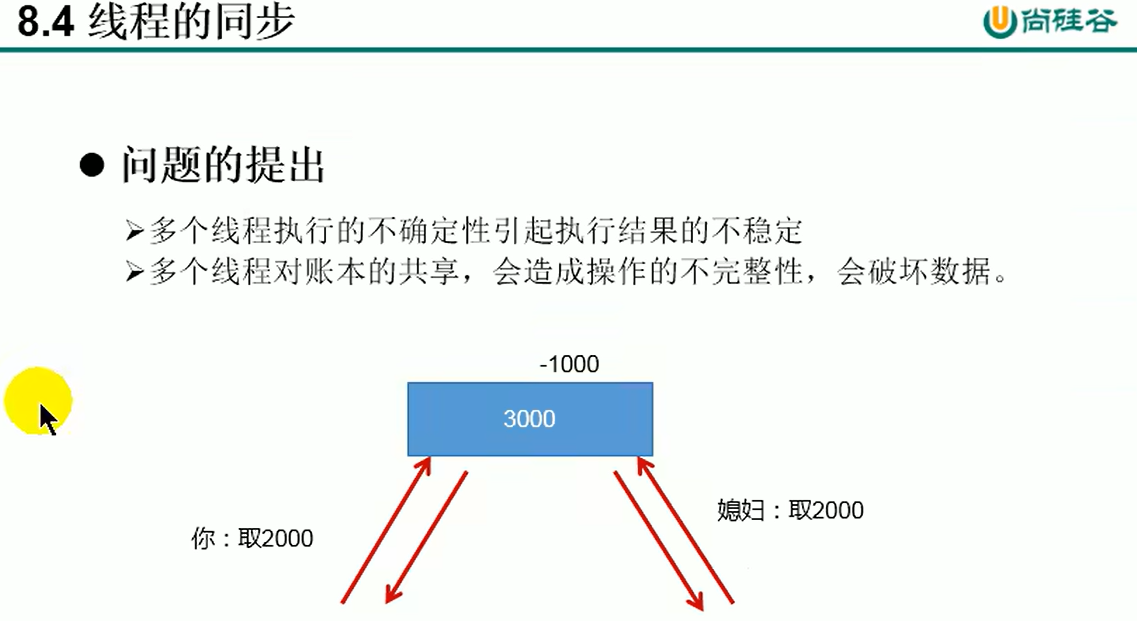 8.4 线程的同步
尚硅谷
问题的提出
多个线程执行的不确定性引起执行结果的不稳定
多个线程对账本的共享，会造成操作的不完整性，会破坏数据。
-1000
3000
媳妇：取2000
你：取2000